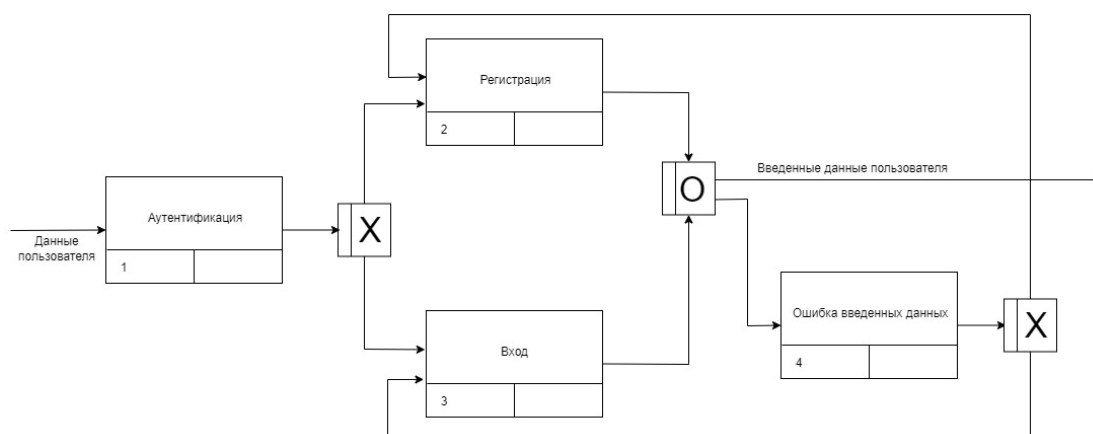 Регистрация
2
Введенные данные пользователя
O
Аутентификация
X
Данные
пользователя
1
Ошибка введенных данных
X
Вход
4
3